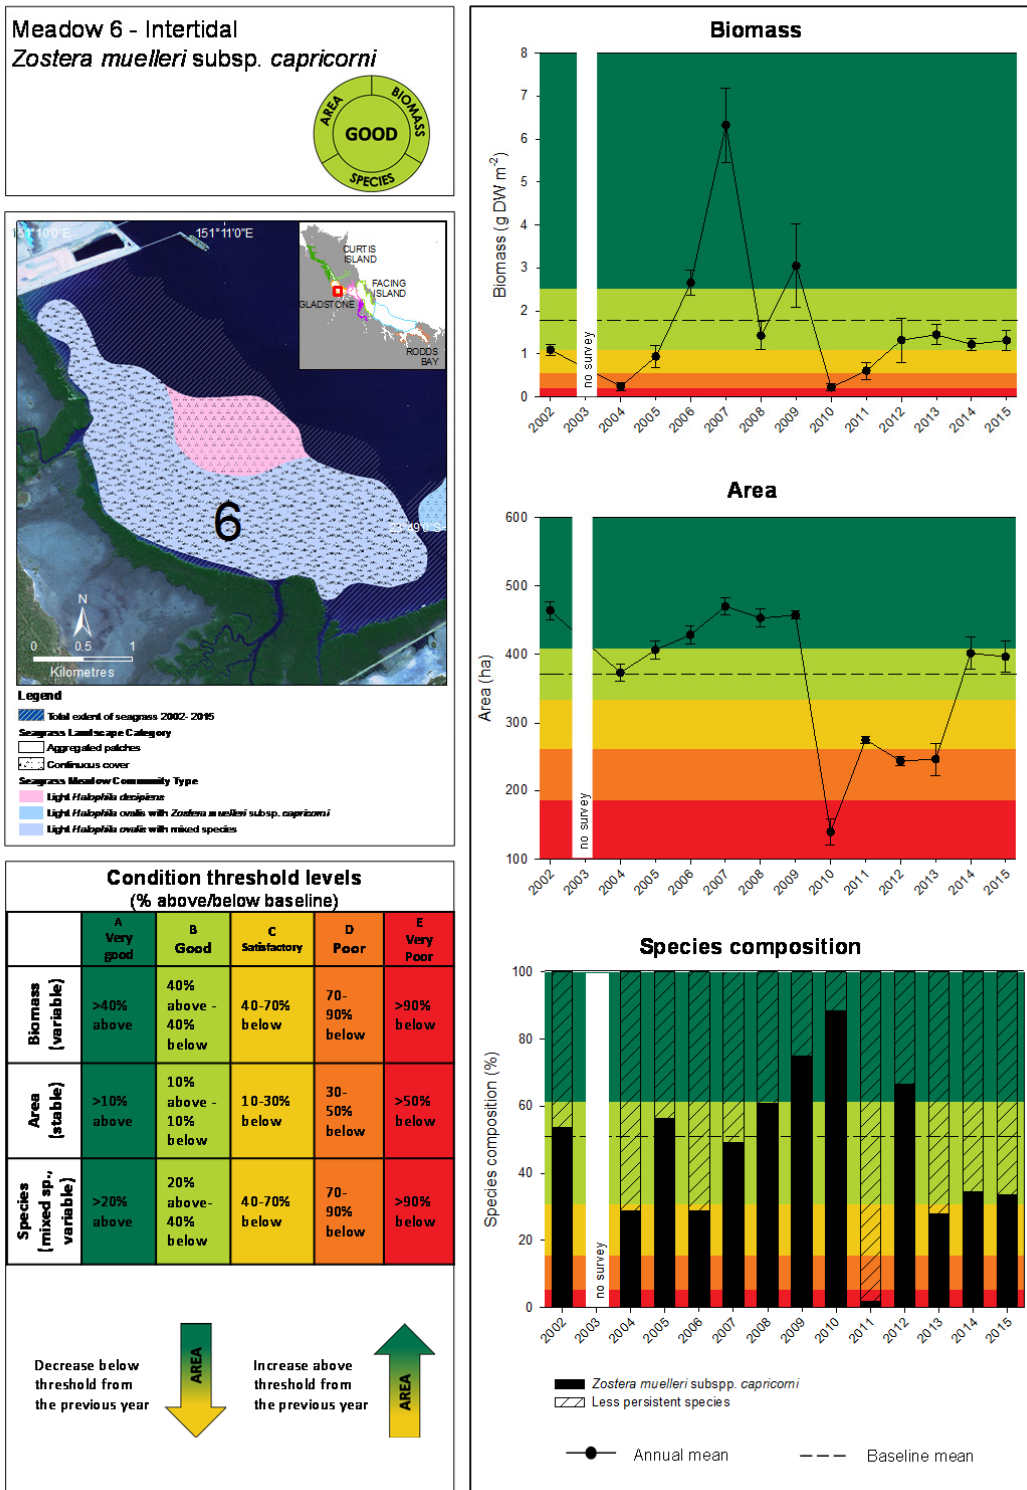 Meadow 6 - Intertidal
Zostera muelleri subsp. capricorni
AREA
BIOMASS
GOOD
SPECIES
151°10'0"E
151°11'0"E
CURTIS
ISLAND
FACING
ISLAND
GLADSTONE
RODDS
BAY
6
N
0 0.5 1
Kilometres
Legend
Total extent of seagrass 2002- 2015
Seagrass Landscape Category
Aggregated patches
Continuous cover
Seagrass Meadow Community Type
Light Halophila decipiens
Light Halophila ovalis with Zostera muelleri subsp. capricorni
Light Halophila ovalis with mixed species
Condition threshold levels
(% above/below baseline)
A Very good
B Good
C Satisfactory
D Poor
E Very Poor
Biomass (variable)
>40% above
40% above - 40% below
40-70% below
70-90% below
>90% below
Area (stable)
>10% above
10% above - 10% below
10-30% below
30-50% below
>50% below
Species (mixed sp., variable)
>20% above
20% above- 40% below
40-70% below
70-90% below
>90% below
Decrease below
threshold from
the previous year
AREA
Increase above
threshold from
the previous year
AREA
Biomass
Biomass (g DW m-2)
8
7
6
5
4
3
2
1
0
no survey
2002 2003 2004 2005 2006 2007 2008 2009 2010 2011 2012 2013 2014 2015
Area
Area (ha)
600
500
400
300
200
100
no survey
2002 2003 2004 2005 2006 2007 2008 2009 2010 2011 2012 2013 2014 2015
Species composition
Species composition (%)
100
80
60
40
20
0
no survey
2002 2003 2004 2005 2006 2007 2008 2009 2010 2011 2012 2013 2014 2015
Zostera muelleri subspp. capricorni
Less persistent species
Annual mean
Baseline mean